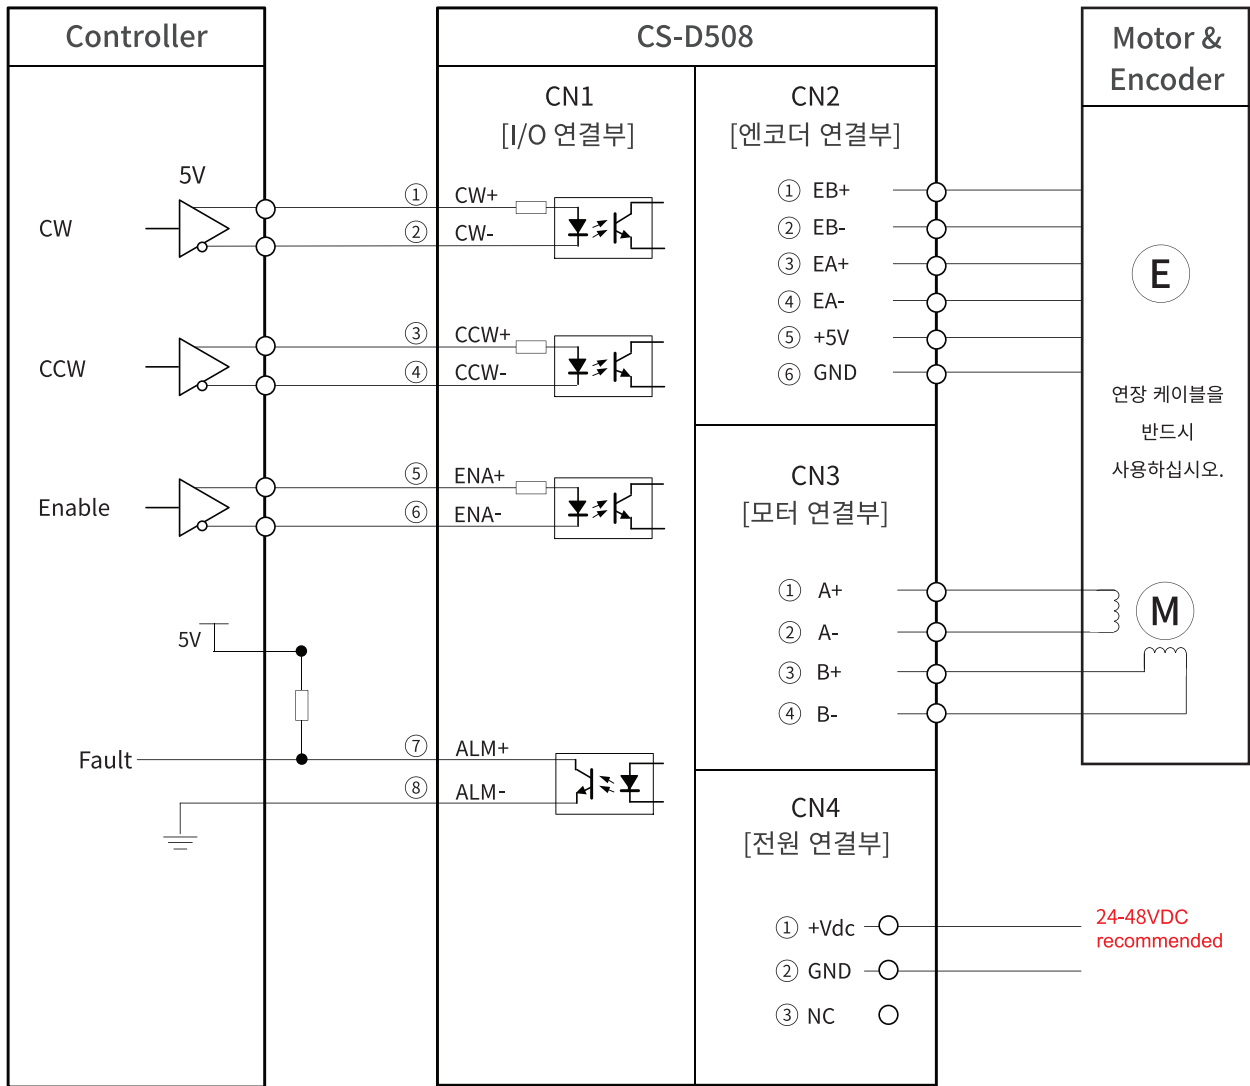 Controller
CS-D508
Motor &
Encoder
CN1
[I/O 연결부]
5V
CW
① CW+
② CW-
CCW
③ CCW+
④ CCW-
Enable
⑤ ENA+
⑥ ENA-
5V
Fault
⑦ ALM+
⑧ ALM-
CN2
[엔코더 연결부]
① EB+
② EB-
③ EA+
④ EA-
⑤ +5V
⑥ GND
CN3
[모터 연결부]
① A+
② A-
③ B+
④ B-
CN4
[전원 연결부]
① +Vdc
② GND
③ NC
E
연장 케이블을
반드시
사용하십시오.
M
24-48VDC
recommended